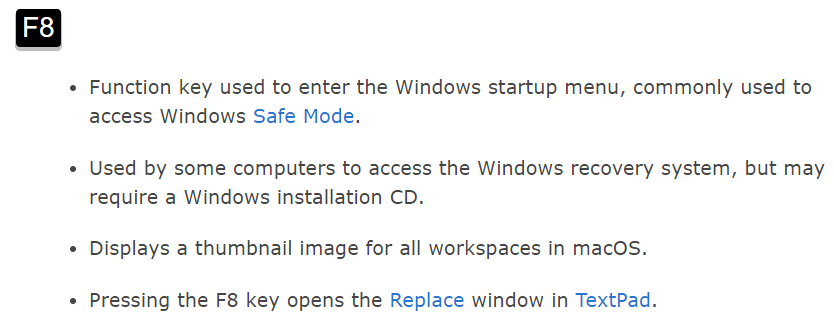 F8
Function key used to enter the Windows startup menu, commonly used to
access Windows Safe Mode.
Used by some computers to access the Windows recovery system, but may
require a Windows installation CD.
Displays a thumbnail image for all workspaces in macOS.
Pressing the F8 key opens the Replace window in TextPad.